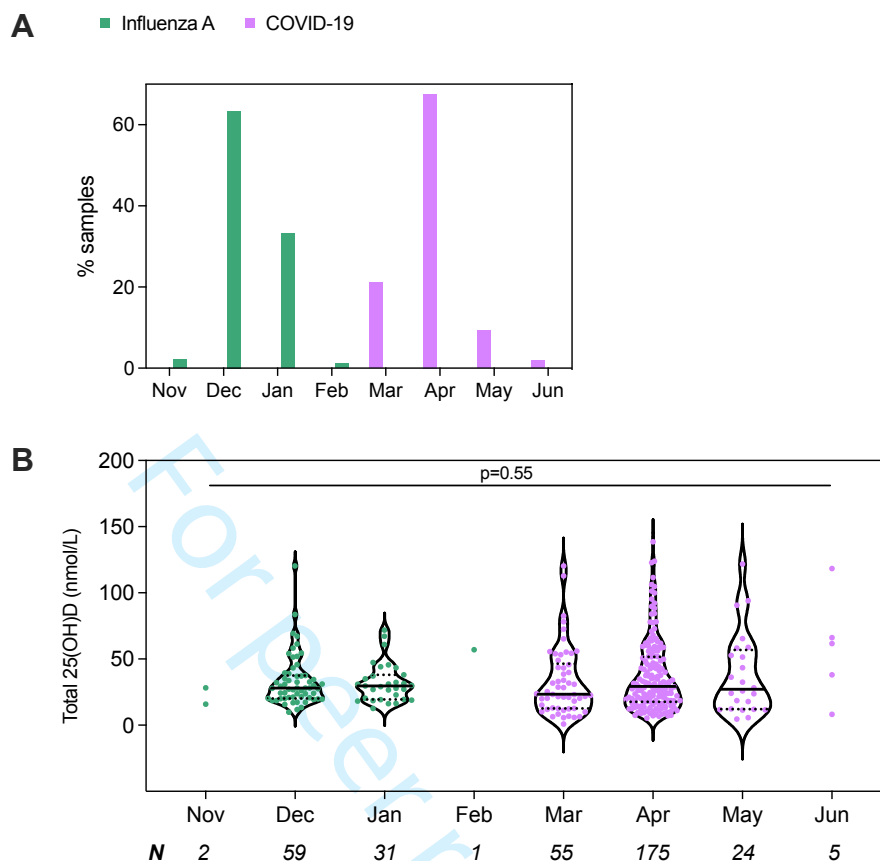 A
Influenza A COVID-19
60
40
20
0
% samples
Nov Dec Jan Feb Mar Apr May Jun
B
200
150
100
50
0
Total 25(OH)D (nmol/L)
p=0.55
For peer
Nov Dec Jan Feb Mar Apr May Jun
N 2 59 31 1 55 175 24 5